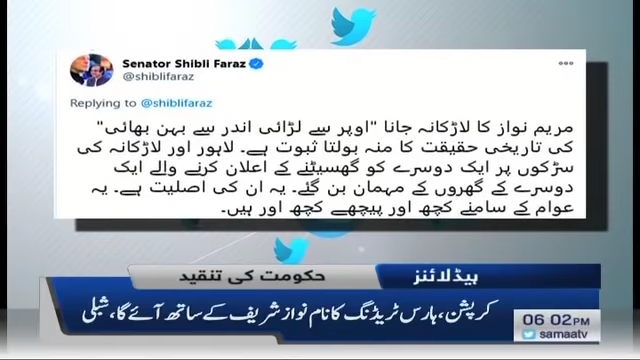 Senator Shibli Faraz
@shiblifaraz
Replying to @shiblifaraz
مریم نواز کا لاڑکانہ جانا "اوپر سے لڑائی اندر سے بہن بھائی"
کی تاریخی حقیقت کا منہ بولتا ثبوت ہے۔ لاہور اور لاڑکانہ کی
سڑکوں پر ایک دوسرے کو گھسیٹنے کے اعلان کرنے والے ایک
دوسرے کے گھروں کے مہمان بن گئے۔ یہ ان کی اصلیت ہے۔ یہ
عوام کے سامنے کچھ اور پیچھے کچھ اور ہیں۔
ہیڈلائنز
حکومت کی تنقید
کرپشن، ہارس ٹریڈنگ کا نام نواز شریف کے ساتھ آئے گا، شبلی
06:02PM
samaatv